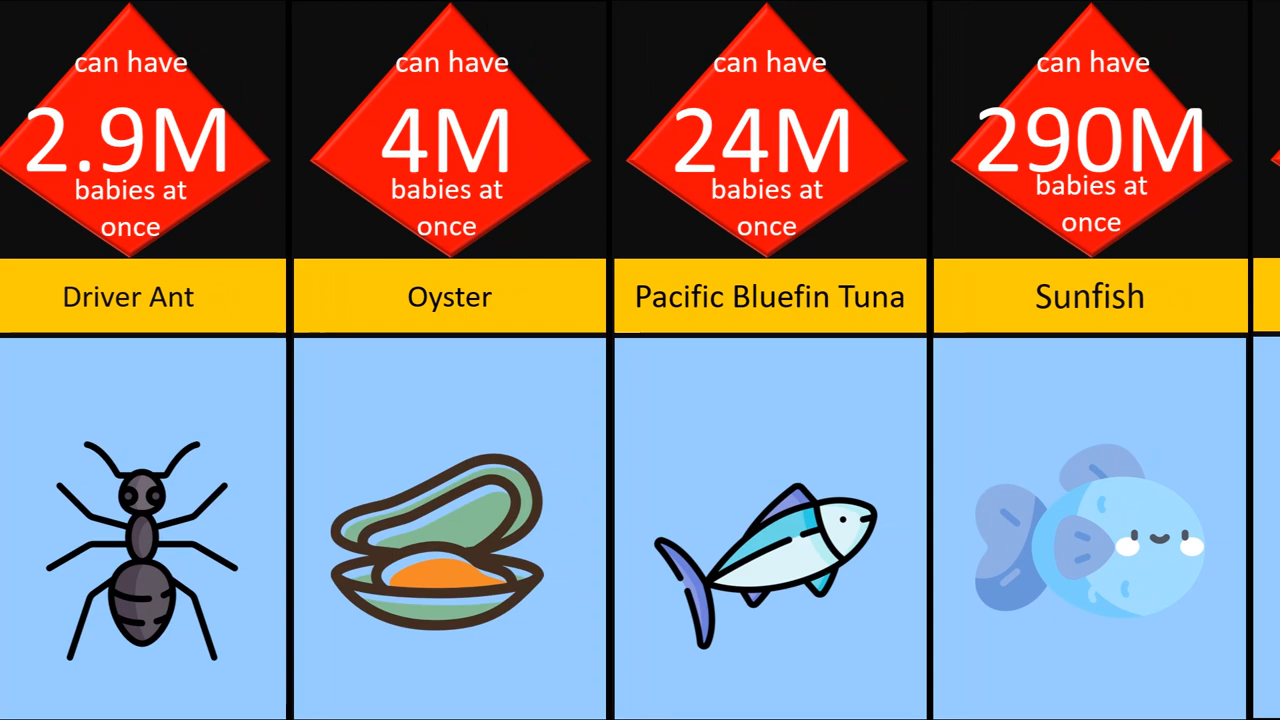 can have
2.9M
babies at
once
Driver Ant
can have
4M
babies at
once
Oyster
can have
24M
babies at
once
Pacific Bluefin Tuna
can have
290M
babies at
once
Sunfish